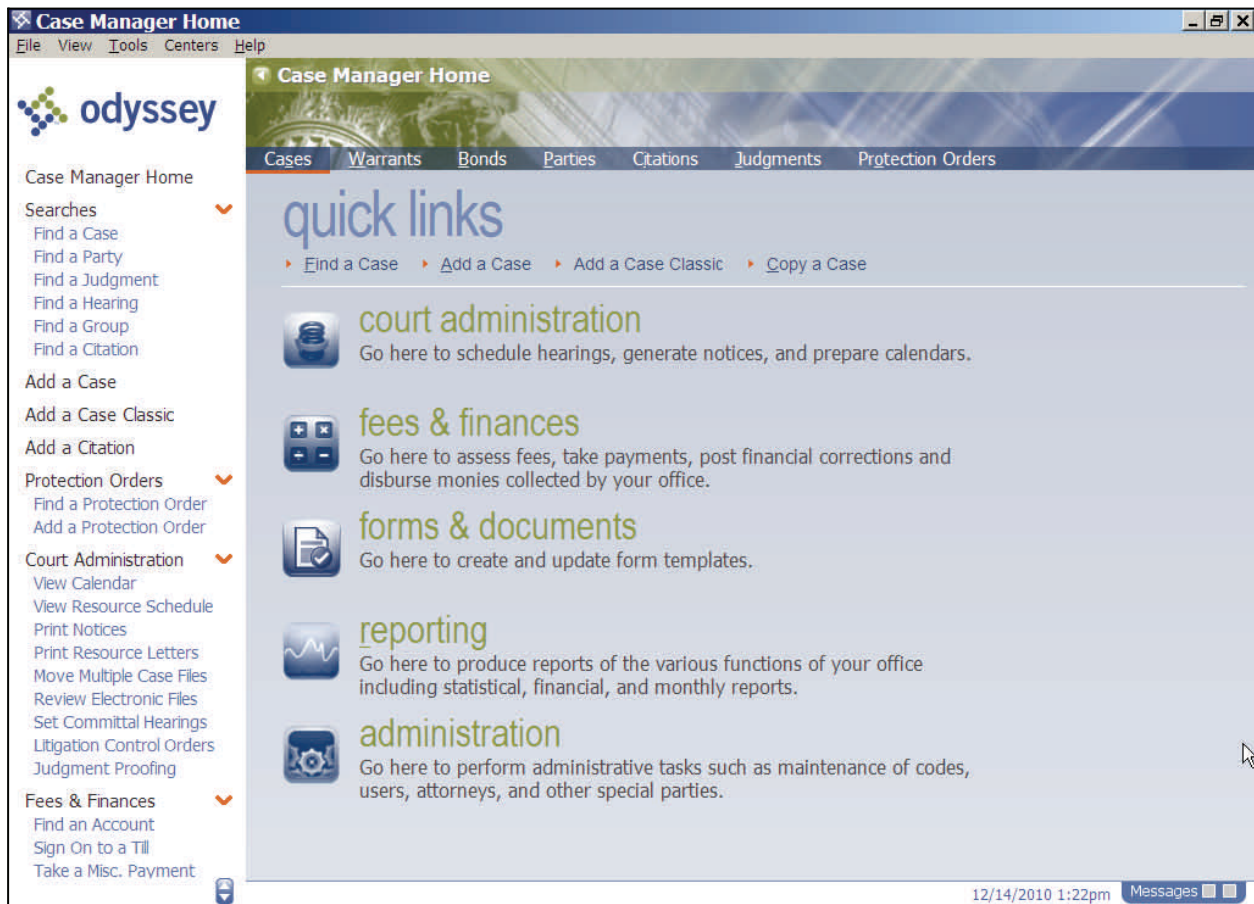 Case Manager Home
File View Tools Centers Help
odyssey
Case Manager Home
Searches
Find a Case
Find a Party
Find a Judgment
Find a Hearing
Find a Group
Find a Citation
Add a Case
Add a Case Classic
Add a Citation
Protection Orders
Find a Protection Order
Add a Protection Order
Court Administration
View Calendar
View Resource Schedule
Print Notices
Print Resource Letters
Move Multiple Case Files
Review Electronic Files
Set Committal Hearings
Litigation Control Orders
Judgment Proofing
Fees & Finances
Find an Account
Sign On to a Till
Take a Misc. Payment
Case Manager Home
Cases Warrants Bonds Parties Citations Judgments Protection Orders
quick links
Find a Case Add a Case Add a Case Classic Copy a Case
court administration
Go here to schedule hearings, generate notices, and prepare calendars.
fees & finances
Go here to assess fees, take payments, post financial corrections and
disburse monies collected by your office.
forms & documents
Go here to create and update form templates.
reporting
Go here to produce reports of the various functions of your office
including statistical, financial, and monthly reports.
administration
Go here to perform administrative tasks such as maintenance of codes,
users, attorneys, and other special parties.
12/14/2010 1:22pm Messages